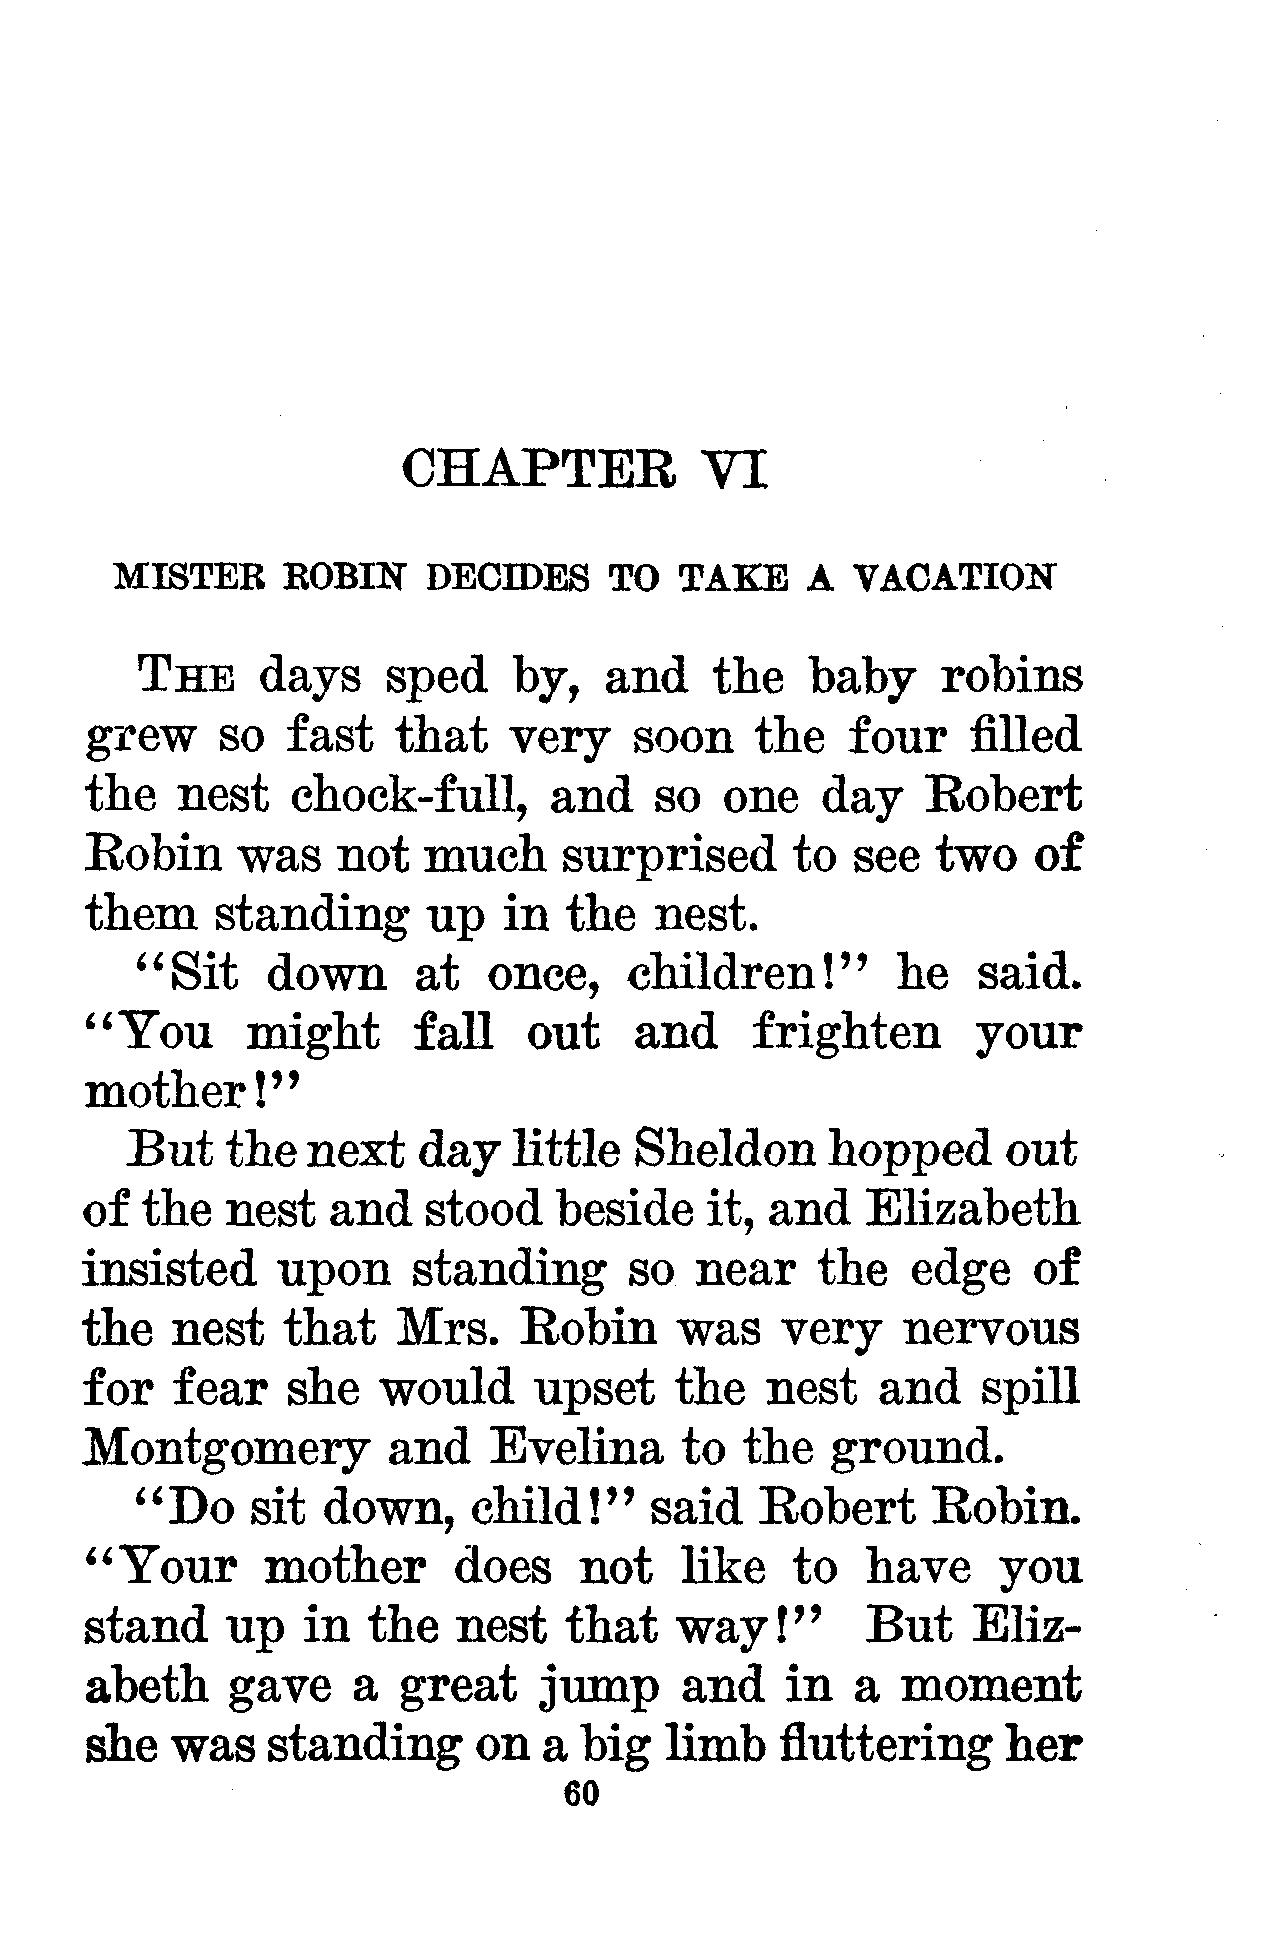 CHAPTER VI
MISTER ROBIN DECIDES TO TAKE A VACATION
THE days sped by, and the baby robins
grew so fast that very soon the four filled
the nest chock-full, and so one day Robert
Robin was not much surprised to see two of
them standing up in the nest.
“Sit down at once, children!” he said.
“You might fall out and frighten your
mother!”
But the next day little Sheldon hopped out
of the nest and stood beside it, and Elizabeth
insisted upon standing so near the edge of
the nest that Mrs. Robin was very nervous
for fear she would upset the nest and spill
Montgomery and Evelina to the ground.
“Do sit down, child!” said Robert Robin.
“Your mother does not like to have you
stand up in the nest that way!” But Eliz-
abeth gave a great jump and in a moment
she was standing on a big limb fluttering her
60